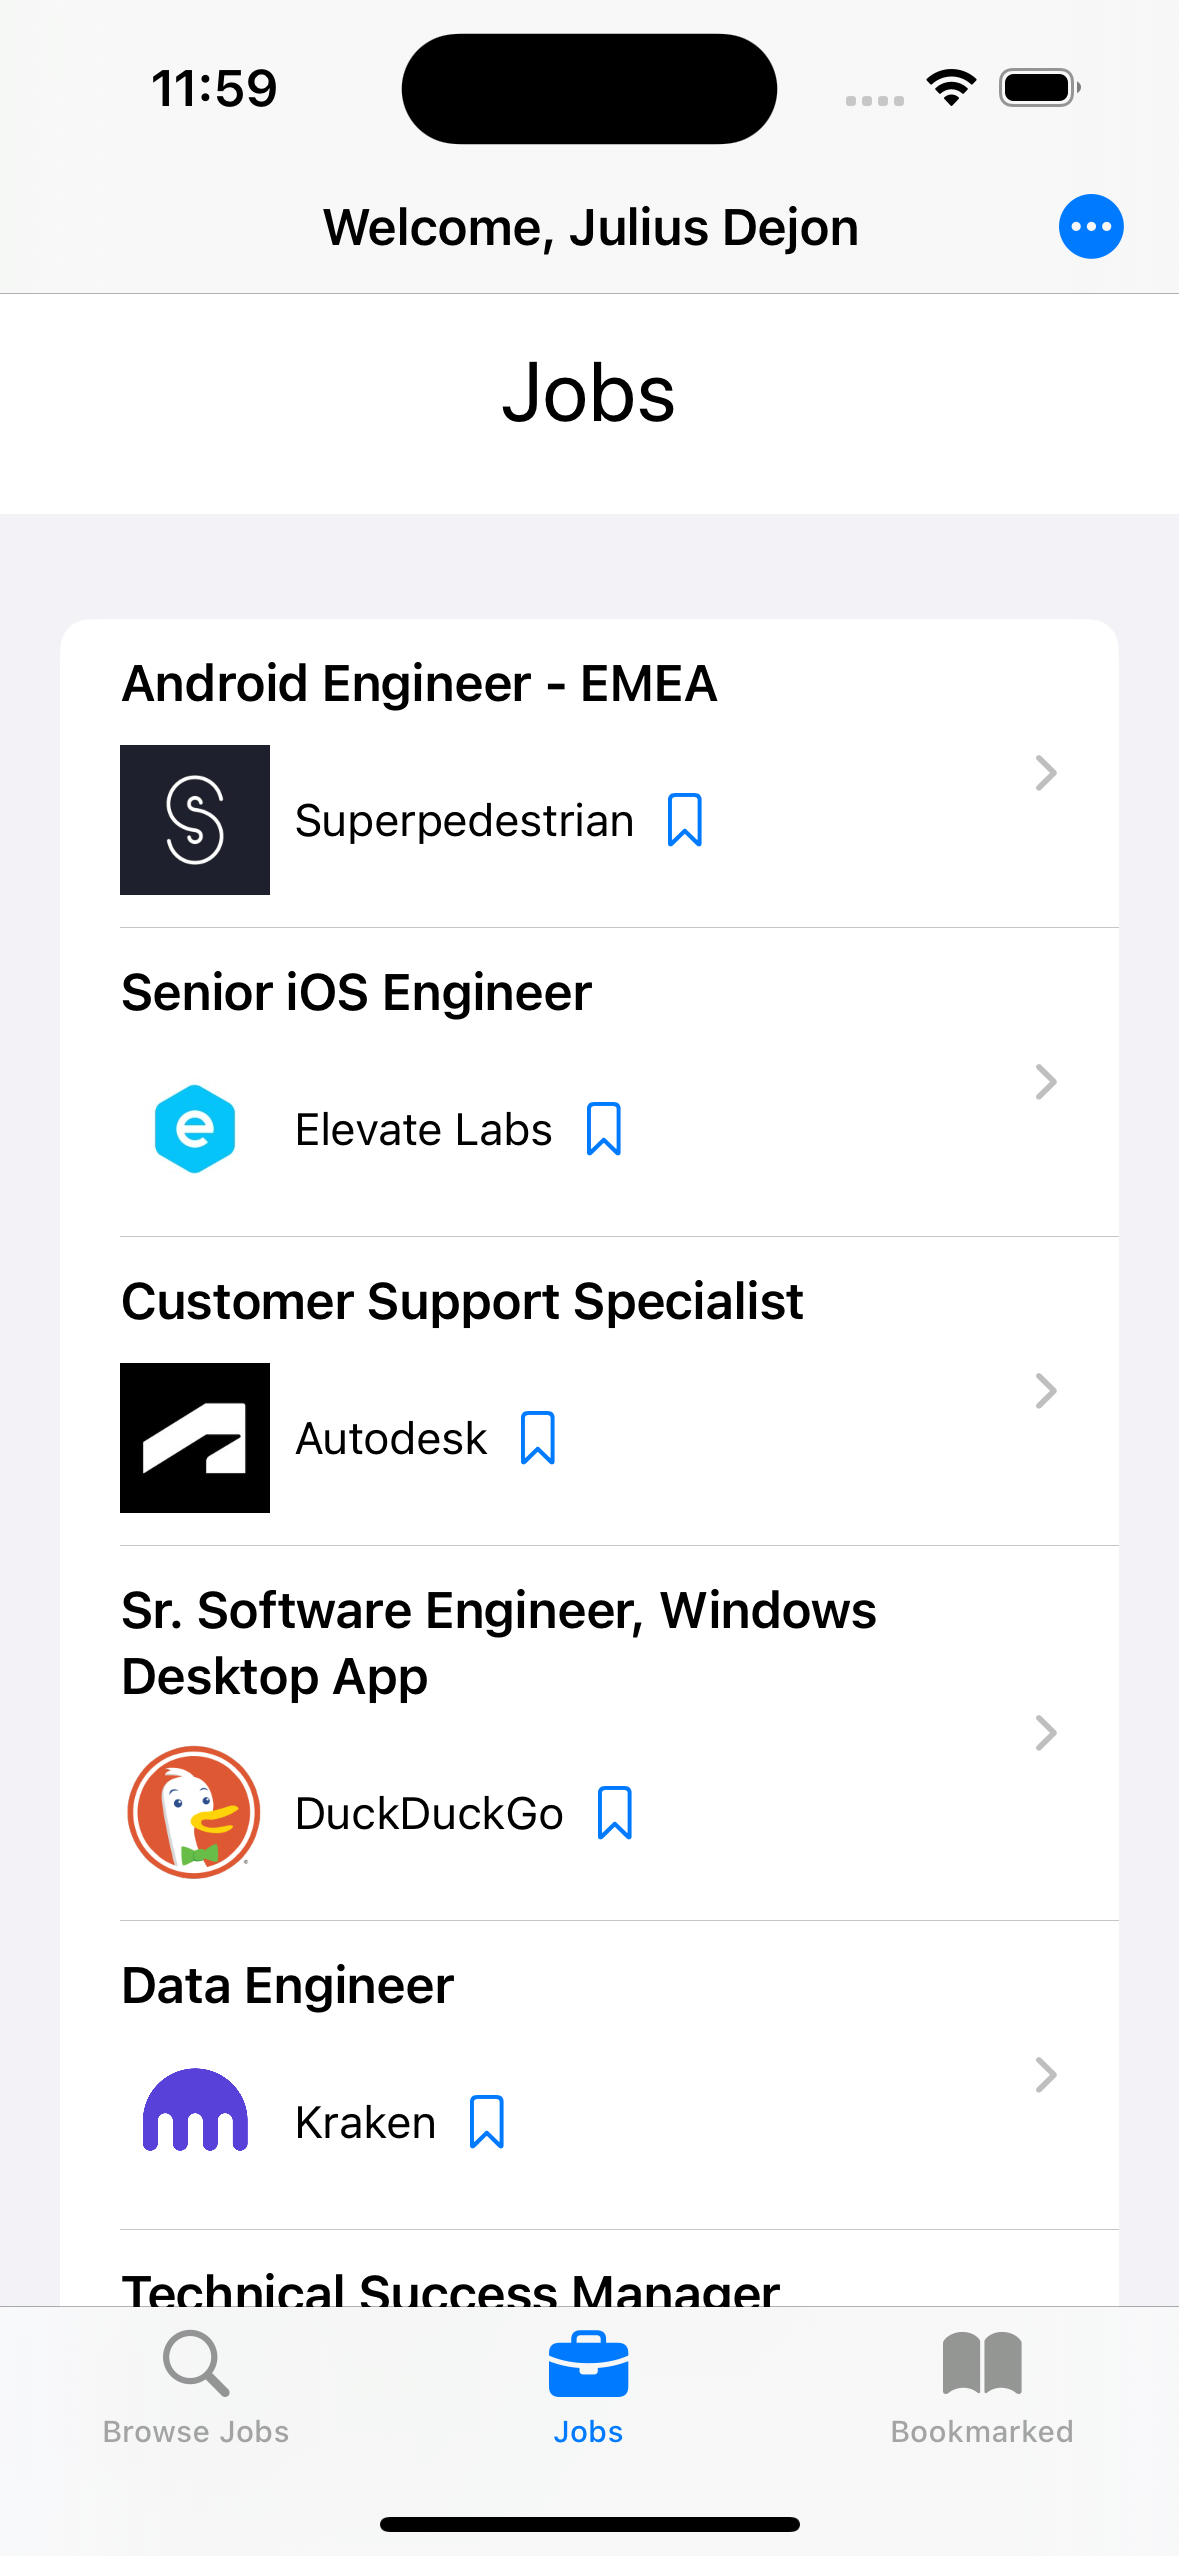 11:59
Welcome, Julius Dejon
Jobs
Android Engineer - EMEA
Superpedestrian
Senior iOS Engineer
e
Elevate Labs
Customer Support Specialist
Autodesk
Sr. Software Engineer, Windows
Desktop App
DuckDuckGo
Data Engineer
Kraken
Technical Success Manager
Browse Jobs
Jobs
Bookmarked